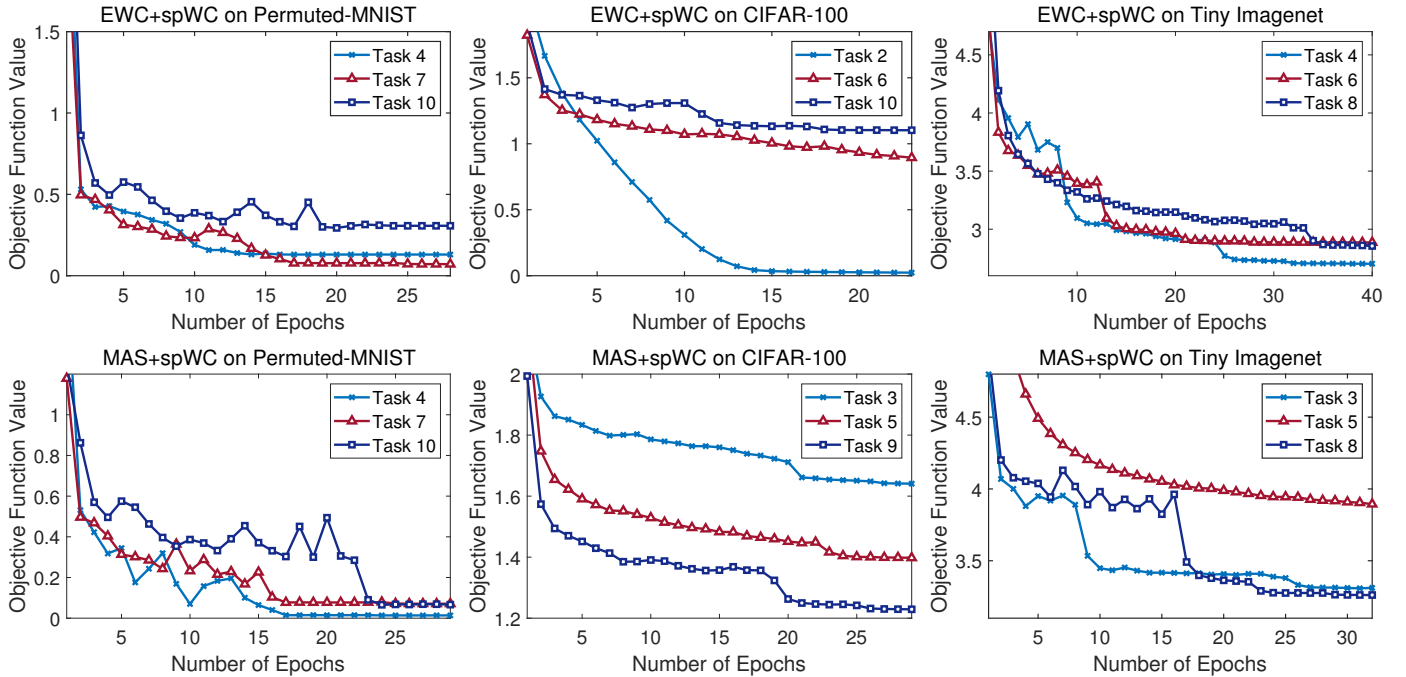 EWC+spWC on Permuted-MNIST
Objective Function Value
1.5
1
0.5
0
Task 4
Task 7
Task 10
5 10 15 20 25
Number of Epochs
EWC+spWC on CIFAR-100
Objective Function Value
1.5
1
0.5
0
Task 2
Task 6
Task 10
5 10 15 20
Number of Epochs
EWC+spWC on Tiny Imagenet
Objective Function Value
4.5
4
3.5
3
Task 4
Task 6
Task 8
10 20 30 40
Number of Epochs
MAS+spWC on Permuted-MNIST
Objective Function Value
1
0.8
0.6
0.4
0.2
0
Task 4
Task 7
Task 10
5 10 15 20 25
Number of Epochs
MAS+spWC on CIFAR-100
Objective Function Value
2
1.8
1.6
1.4
1.2
Task 3
Task 5
Task 9
5 10 15 20 25
Number of Epochs
MAS+spWC on Tiny Imagenet
Objective Function Value
4.5
4
3.5
Task 3
Task 5
Task 8
5 10 15 20 25 30
Number of Epochs